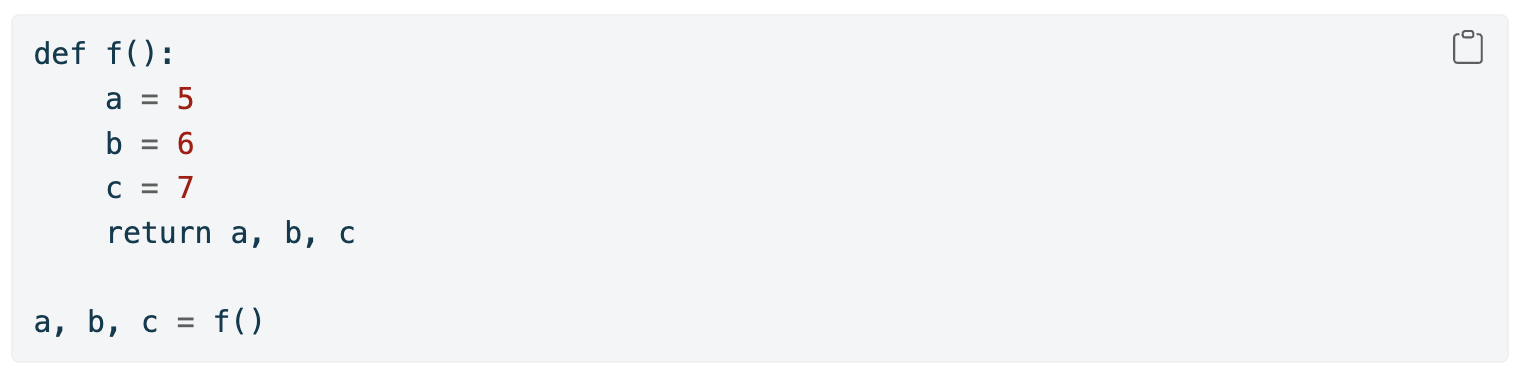 def f():
    a = 5
    b = 6
    c = 7
    return a, b, c

a, b, c = f()